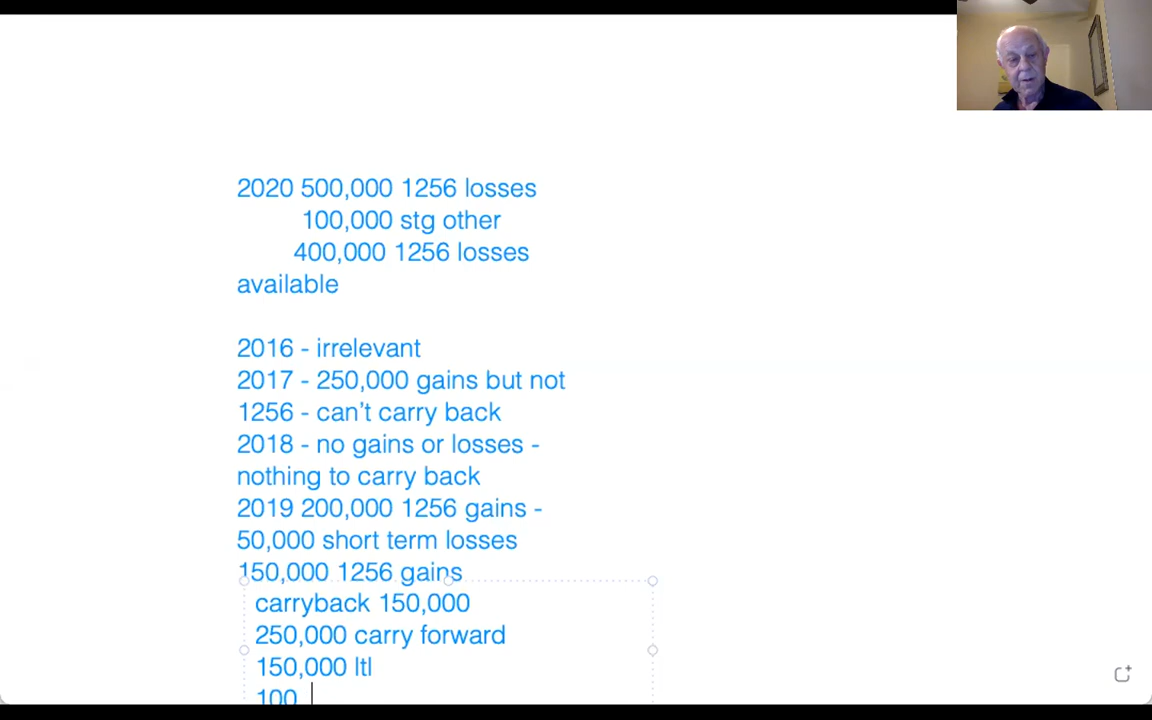 2020 500,000 1256 losses
100,000 stg other
400,000 1256 losses
available
2016 - irrelevant
2017 - 250,000 gains but not
1256 - can’t carry back
2018 - no gains or losses -
nothing to carry back
2019 200,000 1256 gains -
50,000 short term losses
150,000 1256 gains
carryback 150,000
250,000 carry forward
150,000 ltl
100